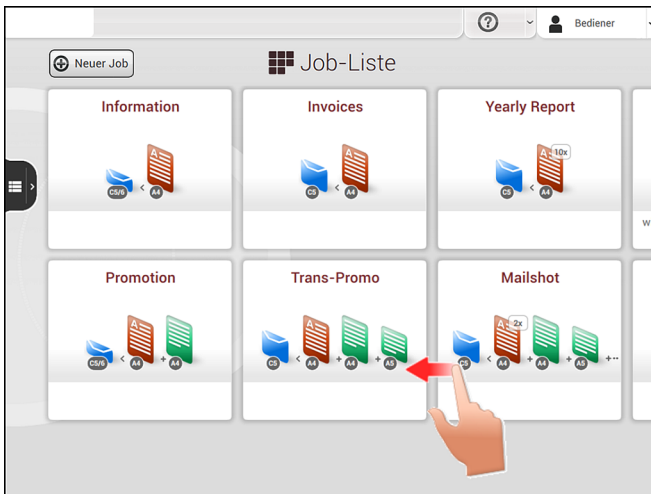 ?
Bediener
Neuer Job
Job-Liste
Information
A
C5/6 < A4
Invoices
A
C5 < A4
Yearly Report
A
10x
C5 < A4
W
Promotion
A
C5/6 < A4 + A4
Trans-Promo
A
C5 < A4 + A4 + A5
Mailshot
A
2x
C5 < A4 + A4 + A5 +--